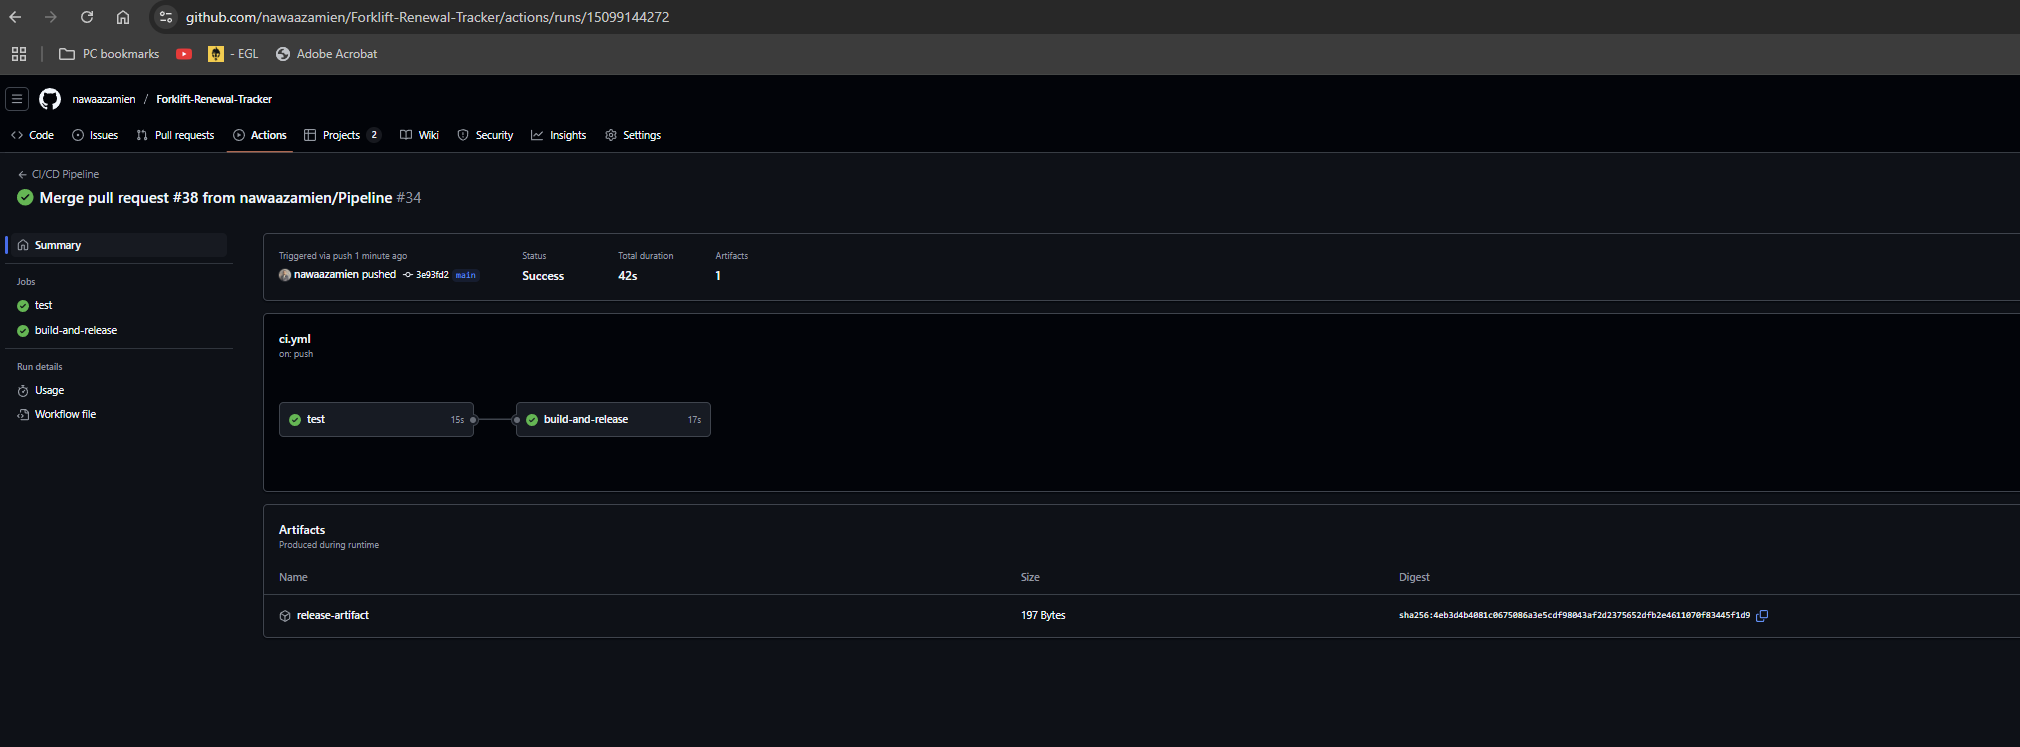 github.com/nawaazamien/Forklift-Renewal-Tracker/actions/runs/15099144272
PC bookmarks - EGL Adobe Acrobat
nawaazamien / Forklift-Renewal-Tracker
Code Issues Pull requests Actions Projects 2 Wiki Security Insights Settings
CI/CD Pipeline
Merge pull request #38 from nawaazamien/Pipeline #34
Summary
Jobs
test
build-and-release
Run details
Usage
Workflow file
Triggered via push 1 minute ago Status Total duration Artifacts
nawaazamien pushed 3e93fd2 main Success 42s 1
ci.yml
on: push
test 15s build-and-release 17s
Artifacts
Produced during runtime
Name Size Digest
release-artifact 197 Bytes sha256:4eb3d4b4081c0675086a3e5cdf98043af2d2375652dfb2e4611070f83445f1d9